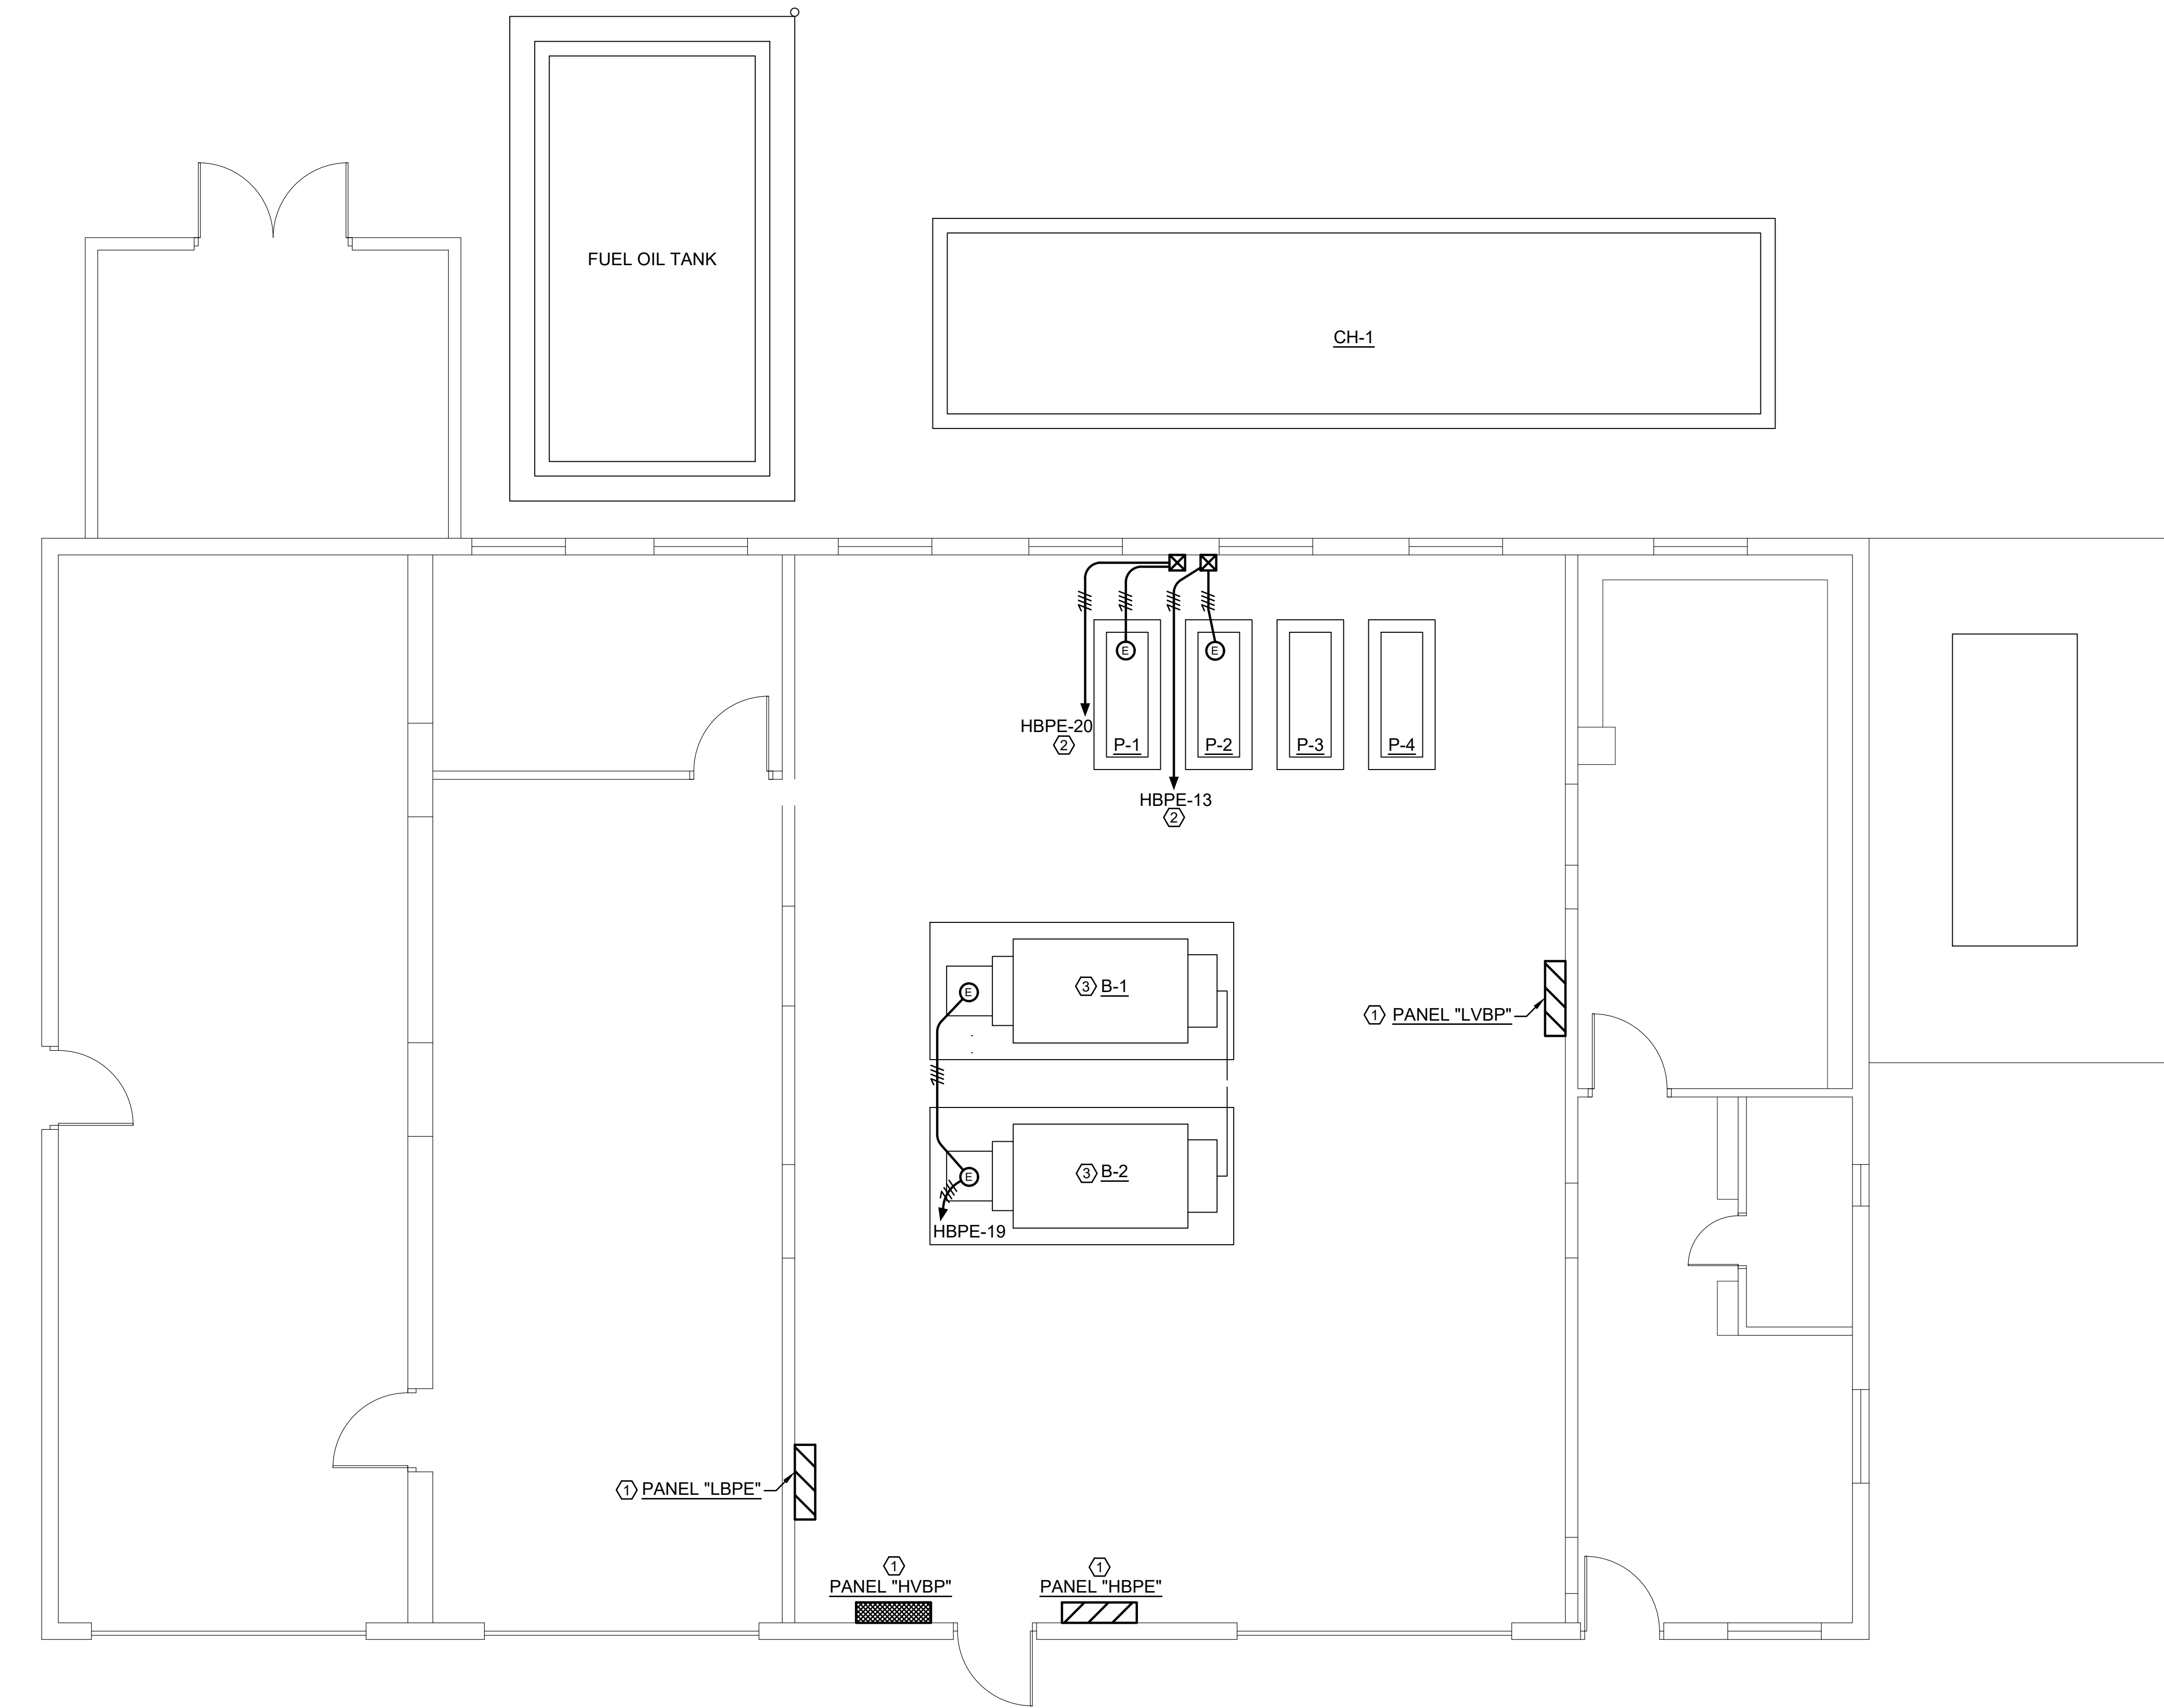 FUEL OIL TANK
CH-1
E
E
HBPE-20
2
P-1
P-2
P-3
P-4
HBPE-13
2
E
3 B-1
1 PANEL "LVBP"
E
3 B-2
HBPE-19
1 PANEL "LBPE"
1
PANEL "HVBP"
1
PANEL "HBPE"